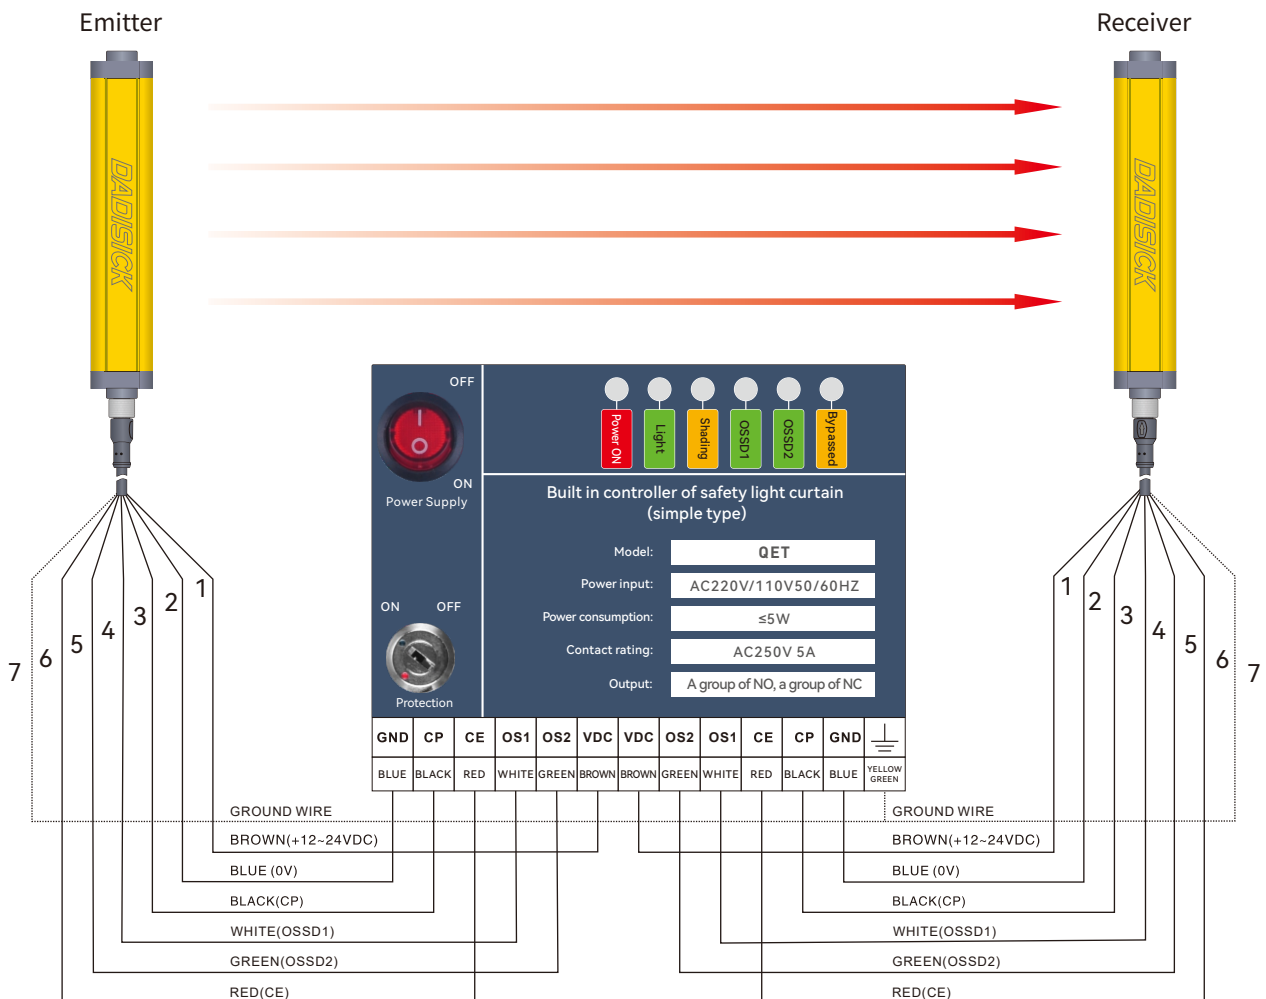 Emitter
Receiver
DADISICK
DADISICK
OFF
ON
Power Supply
Power ON
Light
Shading
OSSD1
OSSD2
Bypassed
Built in controller of safety light curtain
(simple type)
Model: QET
Power input: AC220V/110V50/60HZ
Power consumption: ≤5W
Contact rating: AC250V 5A
Output: A group of NO, a group of NC
ON OFF
Protection
GND CP CE OS1 OS2 VDC VDC OS2 OS1 CE CP GND
BLUE BLACK RED WHITE GREEN BROWN BROWN GREEN WHITE RED BLACK BLUE YELLOW GREEN
7 6 5 4 3 2 1
1 2 3 4 5 6 7
GROUND WIRE
BROWN(+12~24VDC)
BLUE (0V)
BLACK(CP)
WHITE(OSSD1)
GREEN(OSSD2)
RED(CE)
GROUND WIRE
BROWN(+12~24VDC)
BLUE (0V)
BLACK(CP)
WHITE(OSSD1)
GREEN(OSSD2)
RED(CE)